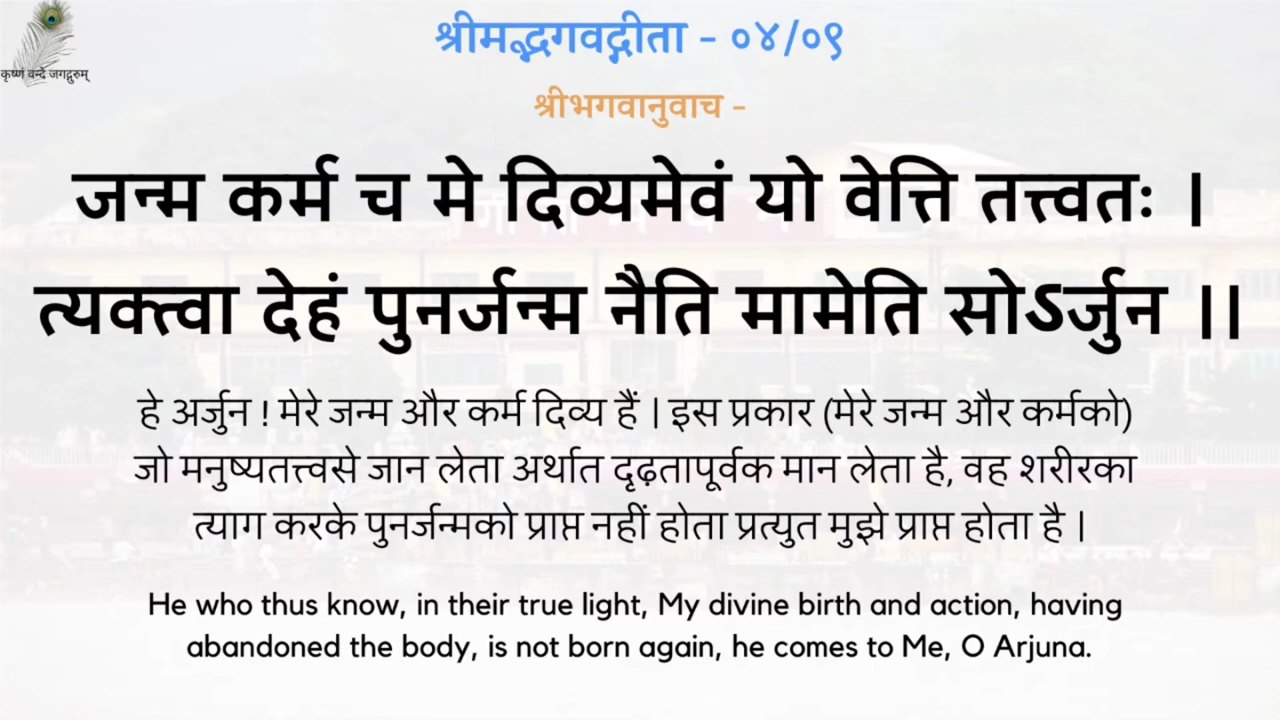 कृष्णं वन्दे जगद्गुरुम्
श्रीमद्भगवद्गीता - ०४/०९
श्रीभगवानुवाच -
जन्म कर्म च मे दिव्यमेवं यो वेत्ति तत्त्वतः |
त्यक्त्वा देहं पुनर्जन्म नैति मामेति सोऽर्जुन ||
हे अर्जुन ! मेरे जन्म और कर्म दिव्य हैं | इस प्रकार (मेरे जन्म और कर्मको)
जो मनुष्यतत्त्वसे जान लेता अर्थात दृढ़तापूर्वक मान लेता है, वह शरीरका
त्याग करके पुनर्जन्मको प्राप्त नहीं होता प्रत्युत मुझे प्राप्त होता है |
He who thus know, in their true light, My divine birth and action, having
abandoned the body, is not born again, he comes to Me, O Arjuna.